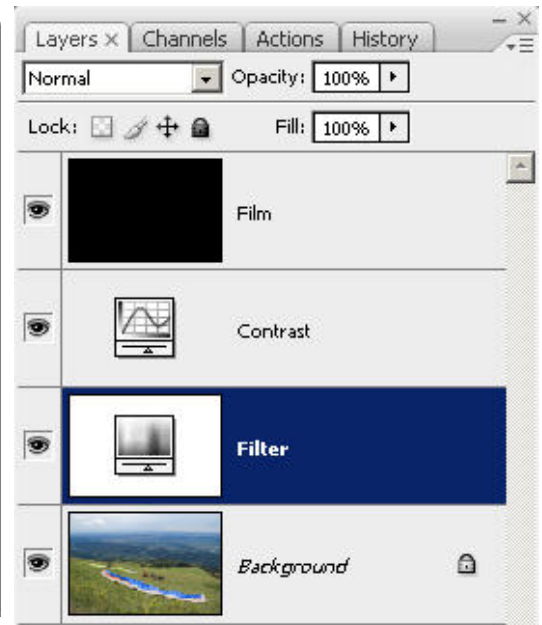 Layers × Channels Actions History
Normal Opacity: 100%
Lock: Fill: 100%
Film
Contrast
Filter
Background